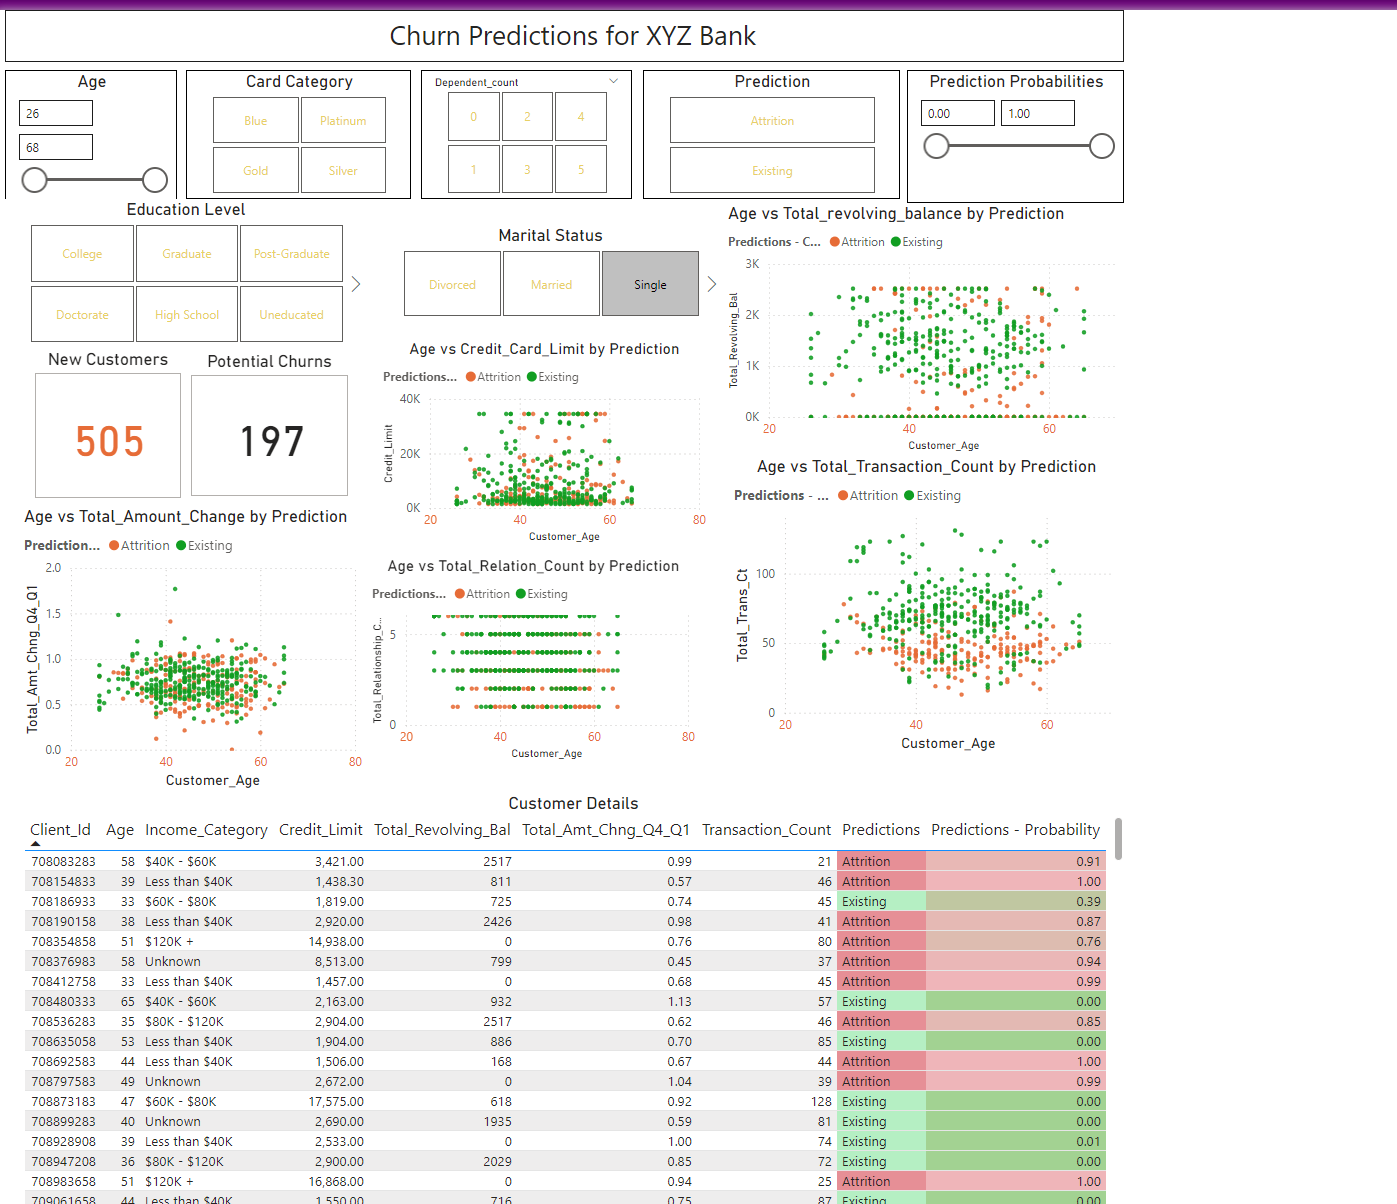 Churn Predictions for XYZ Bank
Age
26
68
Card Category
Blue
Platinum
Gold
Silver
Dependent_count
0
2
4
1
3
5
Prediction
Attrition
Existing
Prediction Probabilities
0.00
1.00
Education Level
College
Graduate
Post-Graduate
Doctorate
High School
Uneducated
Marital Status
Divorced
Married
Single
New Customers
505
Potential Churns
197
Age vs Credit_Card_Limit by Prediction
Predictions... Attrition Existing
40K
20K
0K
20 40 60 80
Credit_Limit
Customer_Age
Age vs Total_revolving_balance by Prediction
Predictions - C... Attrition Existing
3K
2K
1K
0K
20 40 60
Total_Revolving_Bal
Customer_Age
Age vs Total_Amount_Change by Prediction
Prediction... Attrition Existing
2.0
1.5
1.0
0.5
0.0
20 40 60 80
Total_Amt_Chng_Q4_Q1
Customer_Age
Age vs Total_Relation_Count by Prediction
Predictions... Attrition Existing
5
0
20 40 60 80
Total_Relationship_C...
Customer_Age
Age vs Total_Transaction_Count by Prediction
Predictions - ... Attrition Existing
100
50
0
20 40 60
Total_Trans_Ct
Customer_Age
Customer Details
Client_Id Age Income_Category Credit_Limit Total_Revolving_Bal Total_Amt_Chng_Q4_Q1 Transaction_Count Predictions Predictions - Probability
708083283 58 $40K - $60K 3,421.00 2517 0.99 21 Attrition 0.91
708154833 39 Less than $40K 1,438.30 811 0.57 46 Attrition 1.00
708186933 33 $60K - $80K 1,819.00 725 0.74 45 Existing 0.39
708190158 38 Less than $40K 2,920.00 2426 0.98 41 Attrition 0.87
708354858 51 $120K + 14,938.00 0 0.76 80 Attrition 0.76
708376983 58 Unknown 8,513.00 799 0.45 37 Attrition 0.94
708412758 33 Less than $40K 1,457.00 0 0.68 45 Attrition 0.99
708480333 65 $40K - $60K 2,163.00 932 1.13 57 Existing 0.00
708536283 35 $80K - $120K 2,904.00 2517 0.62 46 Attrition 0.85
708635058 53 Less than $40K 1,904.00 886 0.70 85 Existing 0.00
708692583 44 Less than $40K 1,506.00 168 0.67 44 Attrition 1.00
708797583 49 Unknown 2,672.00 0 1.04 39 Attrition 0.99
708873183 47 $60K - $80K 17,575.00 618 0.92 128 Existing 0.00
708899283 40 Unknown 2,690.00 1935 0.59 81 Existing 0.00
708928908 39 Less than $40K 2,533.00 0 1.00 74 Existing 0.01
708947208 36 $80K - $120K 2,900.00 2029 0.85 72 Existing 0.00
708983658 51 $120K + 16,868.00 0 0.94 25 Attrition 1.00
709061658 44 Less than $40K 1,550.00 716 0.75 87 Existing 0.00